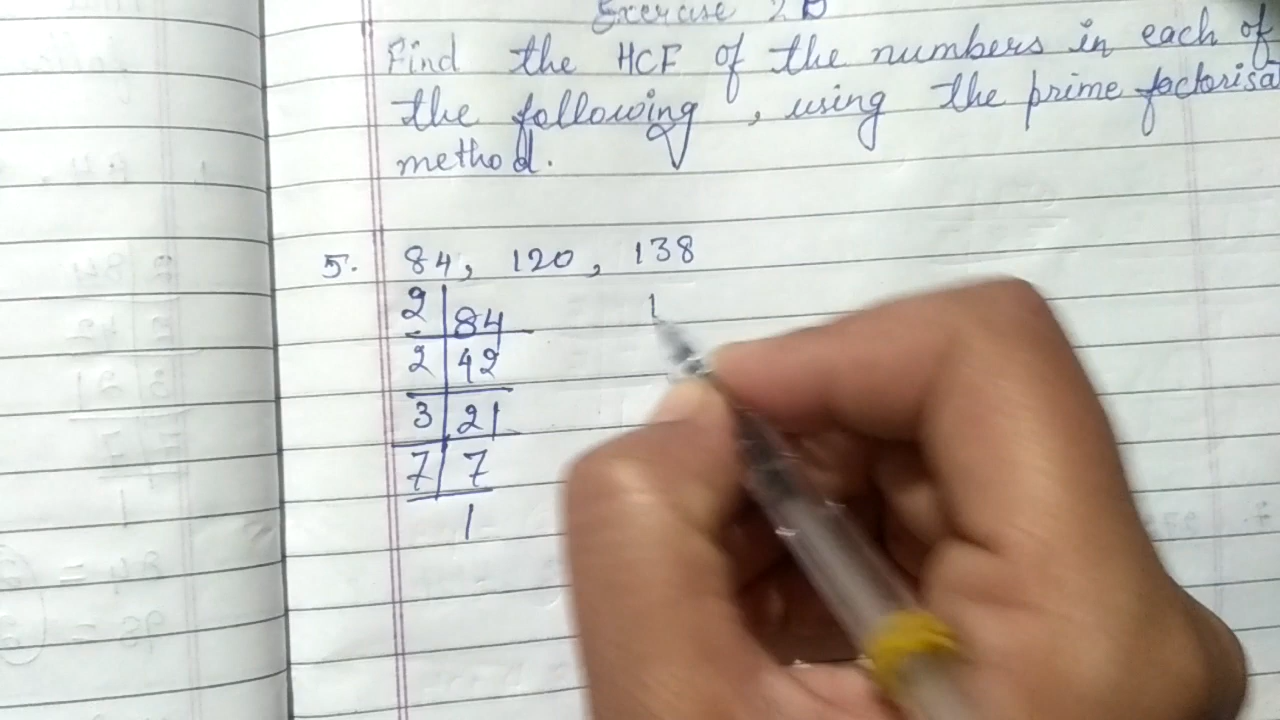 Exercise 2B
Find the HCF of the numbers in each of
the following, using the prime factorisa
method.
5. 84, 120, 138
2 84 1
2 42
3 21
7 7
1